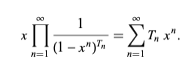 x ∏_{n=1}^{∞} 1/(1 − x^n)^{T_n} = ∑_{n=1}^{∞} T_n x^n.